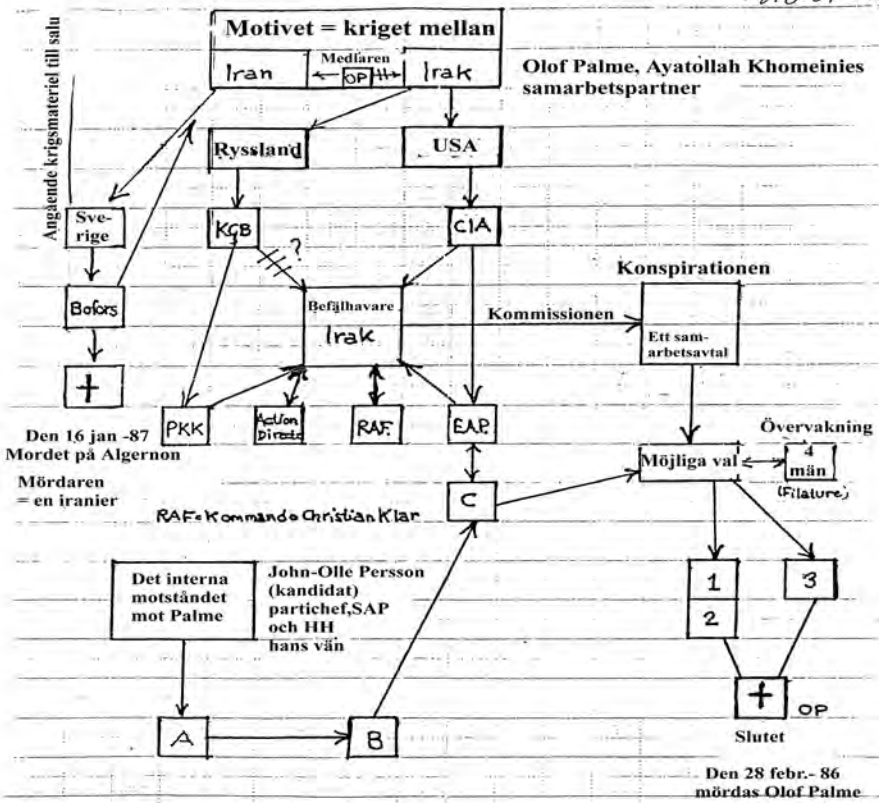 Motivet = kriget mellan
Medlaren
Iran
OP
Irak
Olof Palme, Ayatollah Khomeinies
samarbetspartner
Angående krigsmateriel till salu
Ryssland
USA
Sve-
rige
KGB
CIA
?
Konspirationen
Bofors
Befälhavare
Irak
Kommissionen
Ett sam-
arbetsavtal
+
PKK
Action
Directe
RAF.
EAP.
Övervakning
Den 16 jan -87
Mordet på Algernon
Möjliga val
4
män
(Filature)
Mördaren
= en iranier
C
RAF=Kommando Christian Klar
Det interna
motståndet
mot Palme
John-Olle Persson
(kandidat)
partichef,SAP
och HH
hans vän
1
2
3
+
OP
A
B
Slutet
Den 28 febr.- 86
mördas Olof Palme